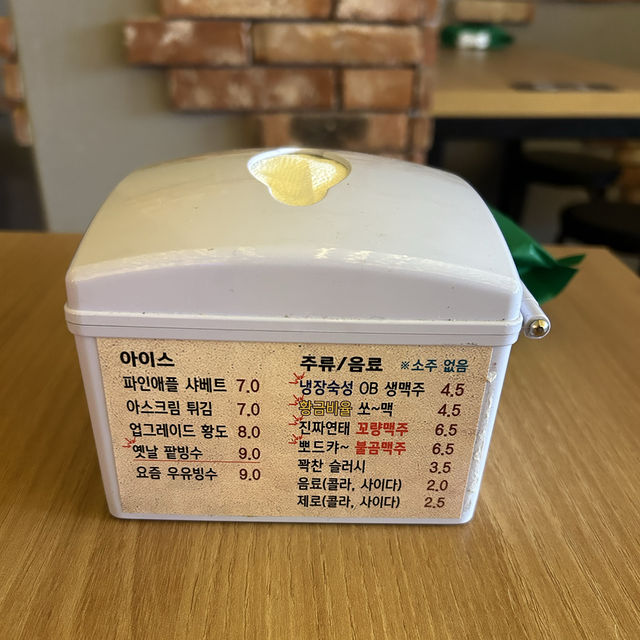 아이스
파인애플 샤베트 7.0
아스크림 튀김 7.0
업그레이드 황도 8.0
옛날 팥빙수 9.0
요즘 우유빙수 9.0
추류/음료 ※소주 없음
냉장숙성 OB 생맥주 4.5
황금비율 쏘~맥 4.5
진짜연태 꼬량맥주 6.5
뽀드캬~ 불곰맥주 6.5
꽉찬 슬러시 3.5
음료(콜라, 사이다) 2.0
제로(콜라, 사이다) 2.5